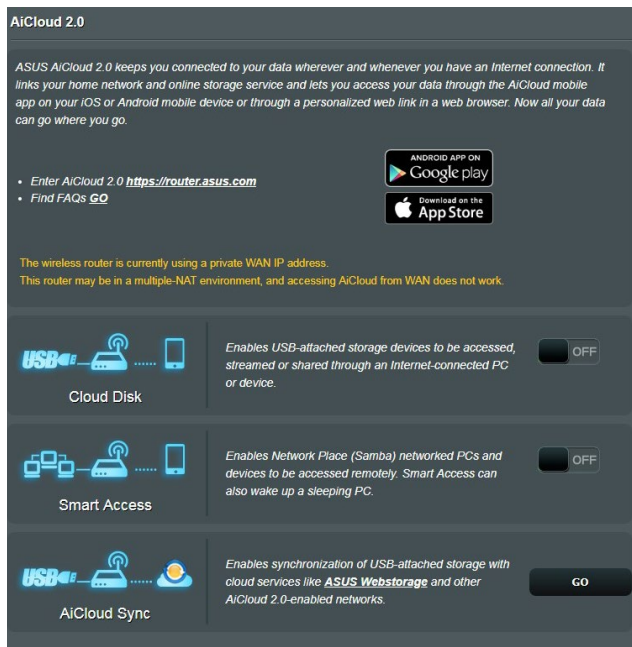 AiCloud 2.0
ASUS AiCloud 2.0 keeps you connected to your data wherever and whenever you have an Internet connection. It
links your home network and online storage service and lets you access your data through the AiCloud mobile
app on your iOS or Android mobile device or through a personalized web link in a web browser. Now all your data
can go where you go.
ANDROID APP ON
Google play
• Enter AiCloud 2.0 https://router.asus.com
• Find FAQs GO
Download on the
App Store
The wireless router is currently using a private WAN IP address.
This router may be in a multiple-NAT environment, and accessing AiCloud from WAN does not work.
USB
Cloud Disk
Enables USB-attached storage devices to be accessed,
streamed or shared through an Internet-connected PC
or device.
OFF
Smart Access
Enables Network Place (Samba) networked PCs and
devices to be accessed remotely. Smart Access can
also wake up a sleeping PC.
OFF
USB
AiCloud Sync
Enables synchronization of USB-attached storage with
cloud services like ASUS Webstorage and other
AiCloud 2.0-enabled networks.
GO